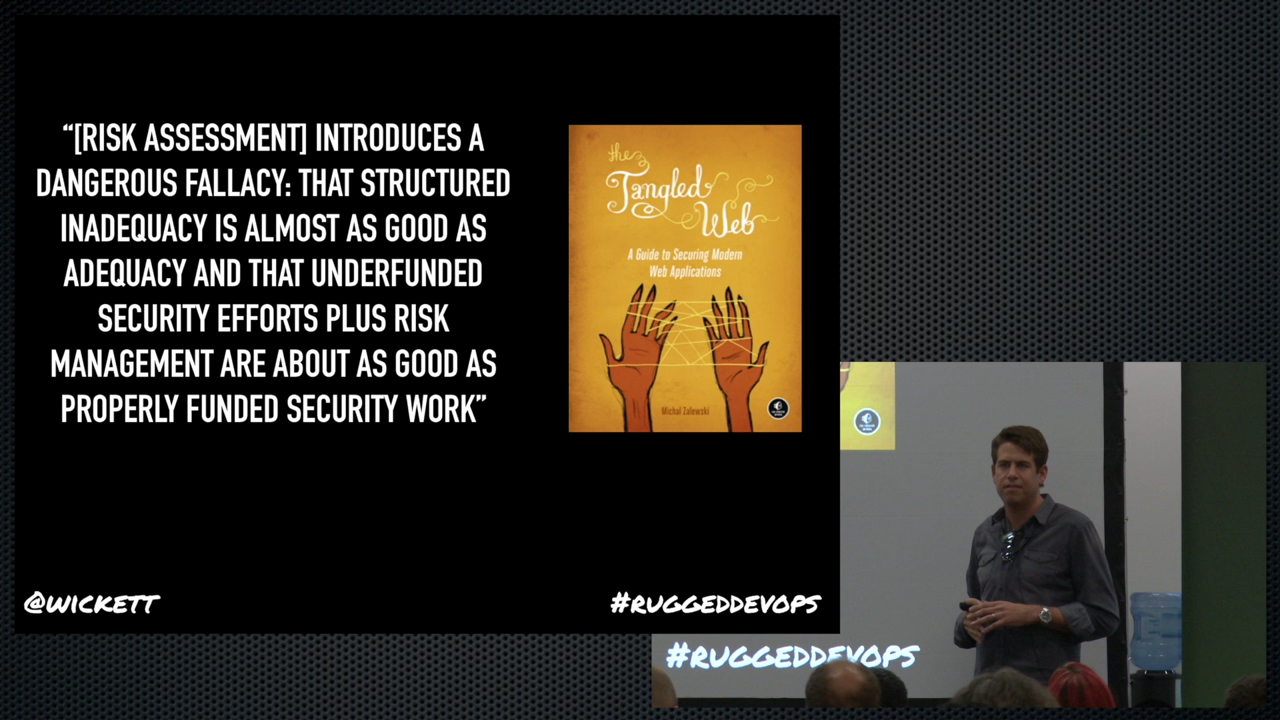 “[RISK ASSESSMENT] INTRODUCES A
DANGEROUS FALLACY: THAT STRUCTURED
INADEQUACY IS ALMOST AS GOOD AS
ADEQUACY AND THAT UNDERFUNDED
SECURITY EFFORTS PLUS RISK
MANAGEMENT ARE ABOUT AS GOOD AS
PROPERLY FUNDED SECURITY WORK”
the
Tangled
Web
A Guide to Securing Modern
Web Applications
Michal Zalewski
@WICKETT
#RUGGEDDEVOPS
#RUGGEDDEVOPS